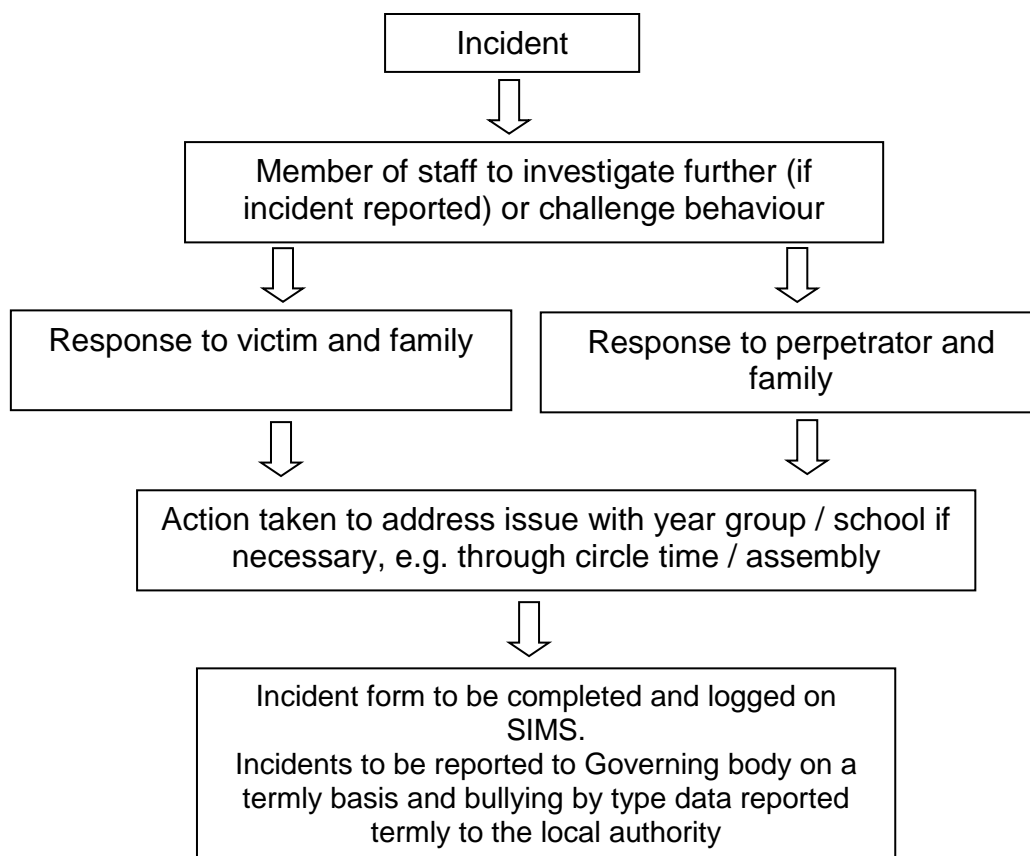 Incident
Member of staff to investigate further (if
incident reported) or challenge behaviour
Response to victim and family
Response to perpetrator and
family
Action taken to address issue with year group / school if
necessary, e.g. through circle time / assembly
Incident form to be completed and logged on
SIMS.
Incidents to be reported to Governing body on a
termly basis and bullying by type data reported
termly to the local authority